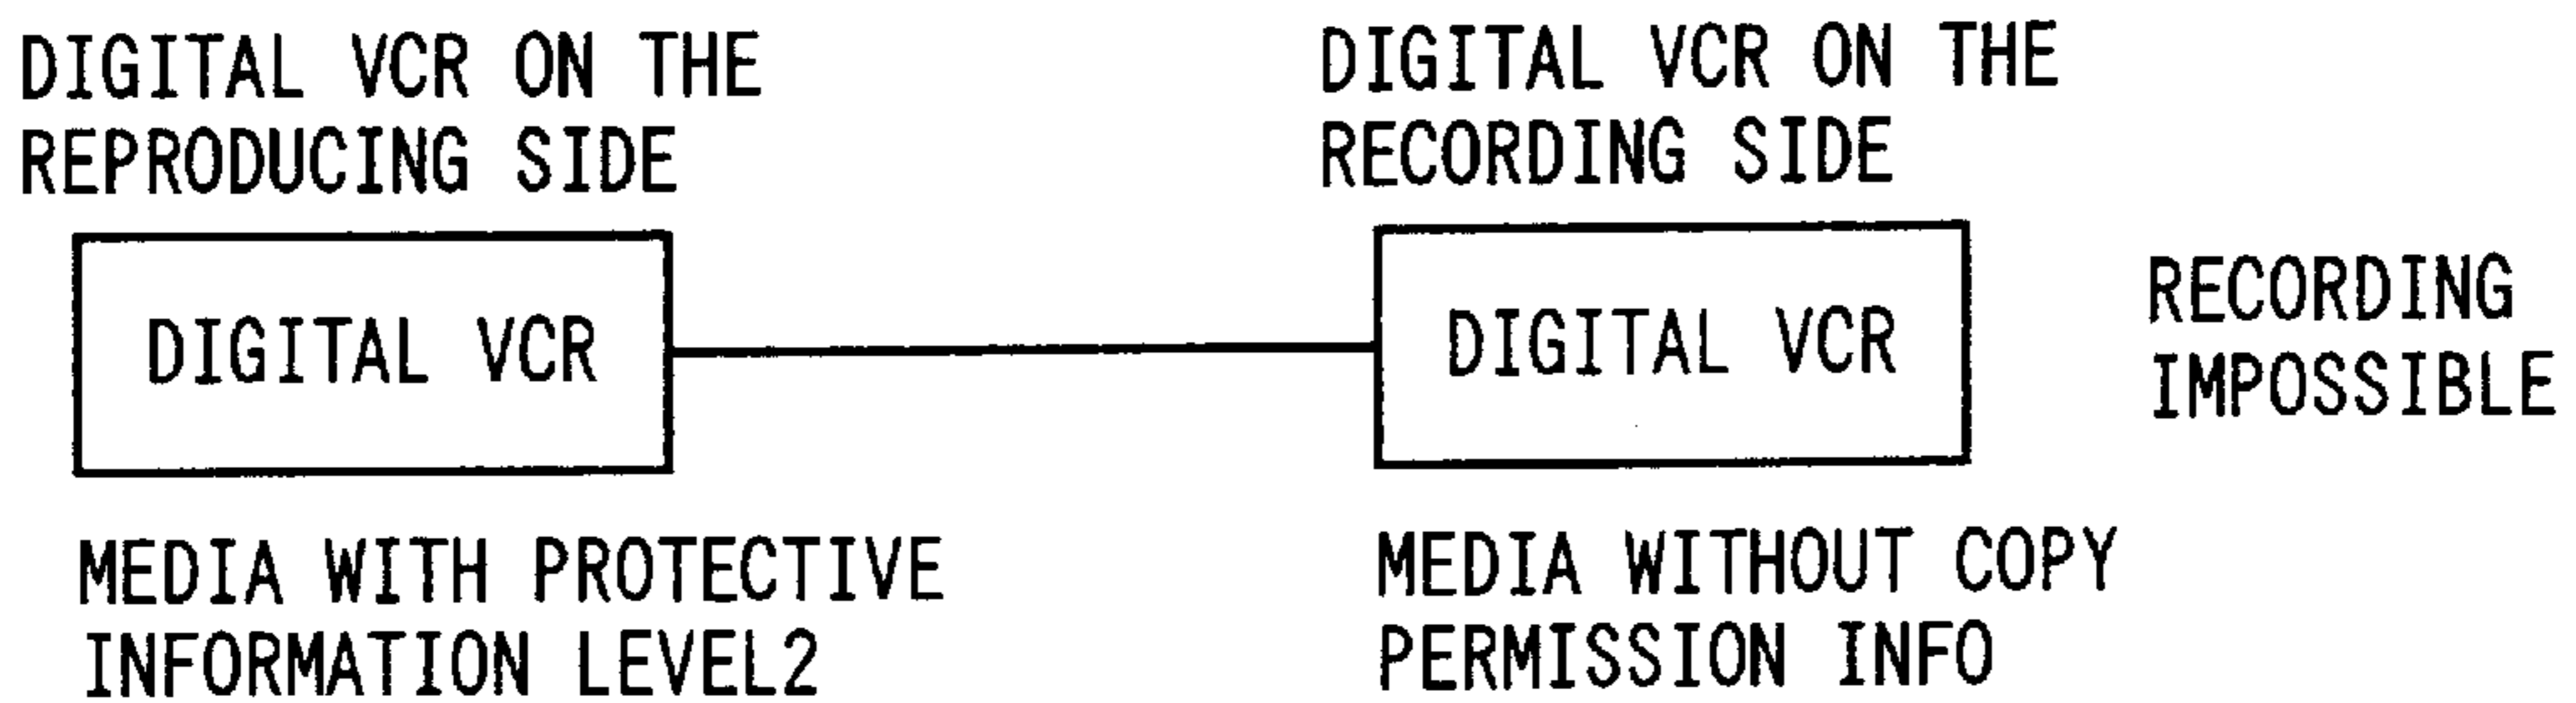 DIGITAL VCR ON THE
REPRODUCING SIDE
DIGITAL VCR
MEDIA WITH PROTECTIVE
INFORMATION LEVEL2
DIGITAL VCR ON THE
RECORDING SIDE
DIGITAL VCR
MEDIA WITHOUT COPY
PERMISSION INFO
RECORDING
IMPOSSIBLE